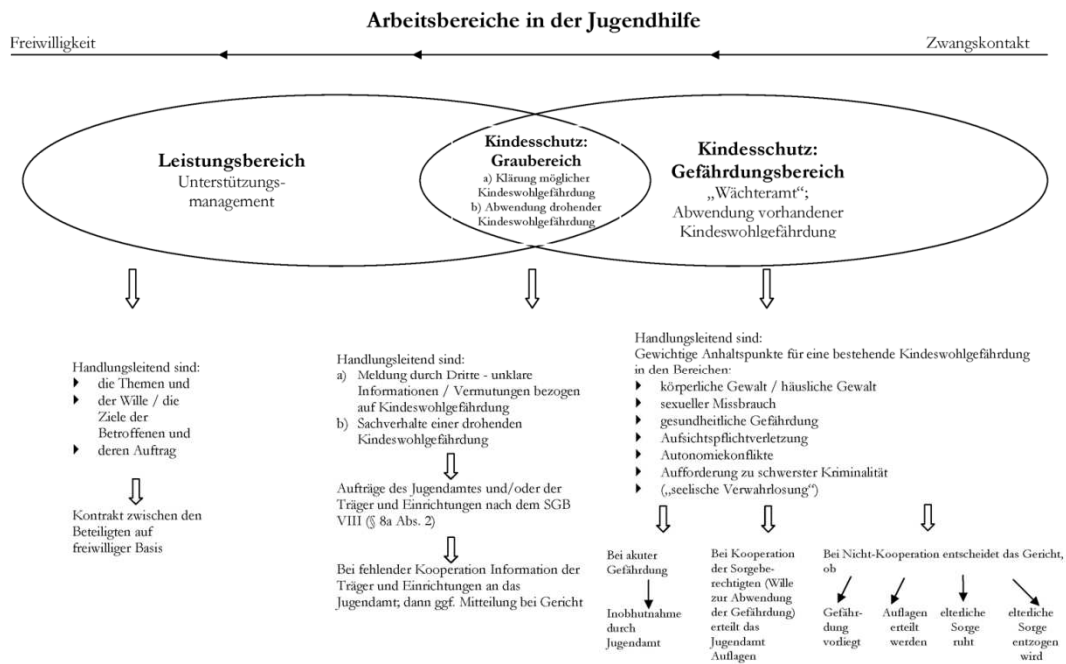 Arbeitsbereiche in der Jugendhilfe
Freiwilligkeit
Zwangskontakt
Leistungsbereich
Unterstützungs-
management
Kindesschutz:
Graubereich
a) Klärung möglicher
Kindeswohlgefährdung
b) Abwendung drohender
Kindeswohlgefährdung
Kindesschutz:
Gefährdungsbereich
„Wächteramt“;
Abwendung vorhandener
Kindeswohlgefährdung
Handlungsleitend sind:
die Themen und
der Wille / die
Ziele der
Betroffenen und
deren Auftrag
Kontrakt zwischen den
Beteiligten auf
freiwilliger Basis
Handlungsleitend sind:
a) Meldung durch Dritte - unklare
Informationen / Vermutungen bezogen
auf Kindeswohlgefährdung
b) Sachverhalte einer drohenden
Kindeswohlgefährdung
Aufträge des Jugendamtes und/oder der
Träger und Einrichtungen nach dem SGB
VIII (§ 8a Abs. 2)
Bei fehlender Kooperation Information der
Träger und Einrichtungen an das
Jugendamt; dann ggf. Mitteilung bei Gericht
Handlungsleitend sind:
Gewichtige Anhaltspunkte für eine bestehende Kindeswohlgefährdung
in den Bereichen:
körperliche Gewalt / häusliche Gewalt
sexueller Missbrauch
gesundheitliche Gefährdung
Aufsichtspflichtverletzung
Autonomiekonflikte
Aufforderung zu schwerster Kriminalität
(„seelische Verwahrlosung“)
Bei akuter
Gefährdung
Inobhutnahme
durch
Jugendamt
Bei Kooperation
der Sorgebe-
rechtigten (Wille
zur Abwendung
der Gefährdung)
erteilt das
Jugendamt
Auflagen
Bei Nicht-Kooperation entscheidet das Gericht,
ob
Gefähr-
dung
vorliegt
Auflagen
erteilt
werden
elterliche
Sorge
ruht
elterliche
Sorge
entzogen
wird